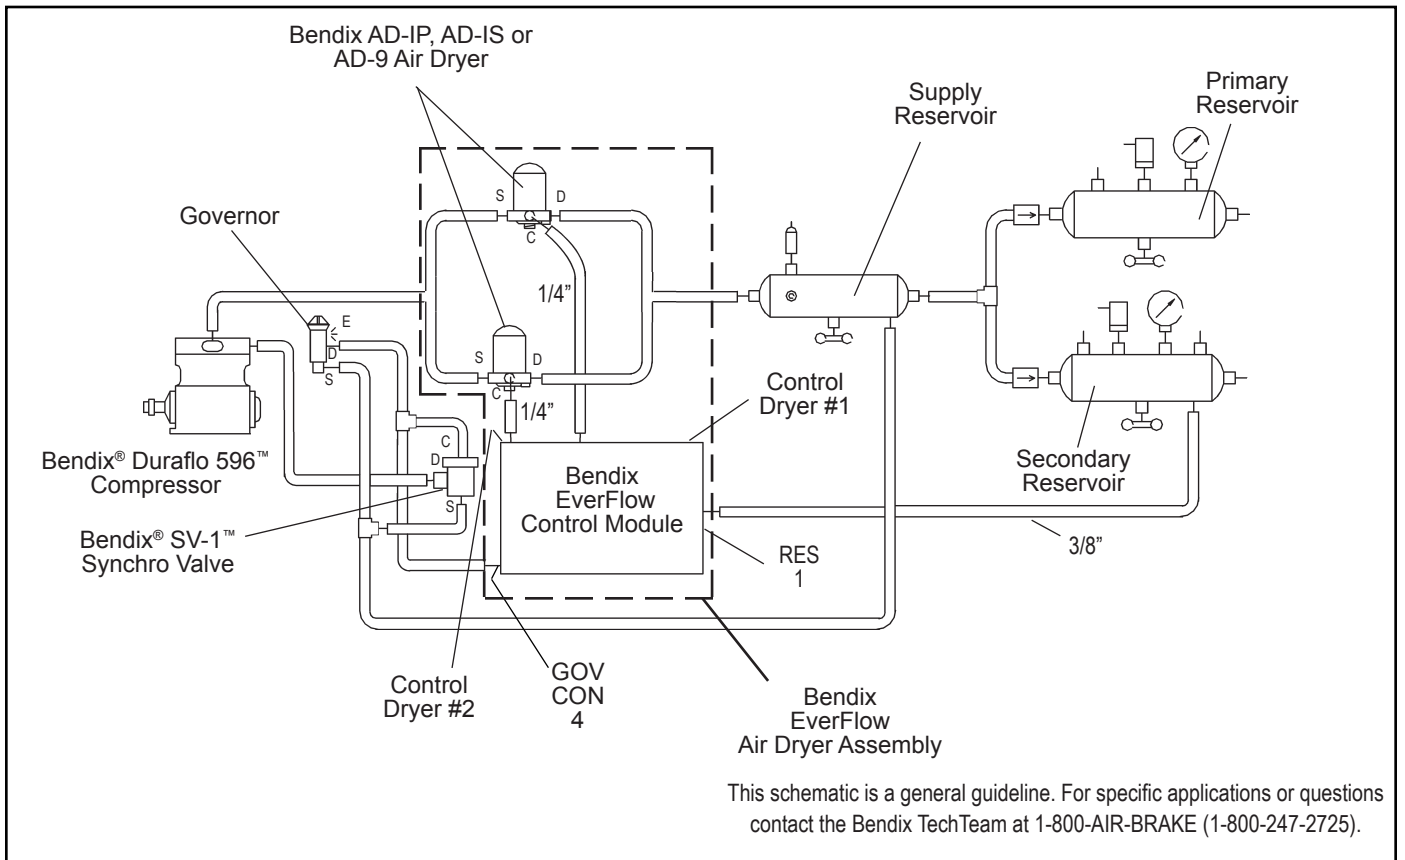 Bendix AD-IP, AD-IS or
AD-9 Air Dryer
Supply
Reservoir
Primary
Reservoir
Governor
S
D
C
1/4”
E
D
S
S
D
C
1/4”
Control
Dryer #1
C
D
S
Bendix® Duraflo 596™
Compressor
Bendix® SV-1™
Synchro Valve
Bendix
EverFlow
Control Module
Secondary
Reservoir
RES
1
3/8”
Control
Dryer #2
GOV
CON
4
Bendix
EverFlow
Air Dryer Assembly
This schematic is a general guideline. For specific applications or questions
contact the Bendix TechTeam at 1-800-AIR-BRAKE (1-800-247-2725).